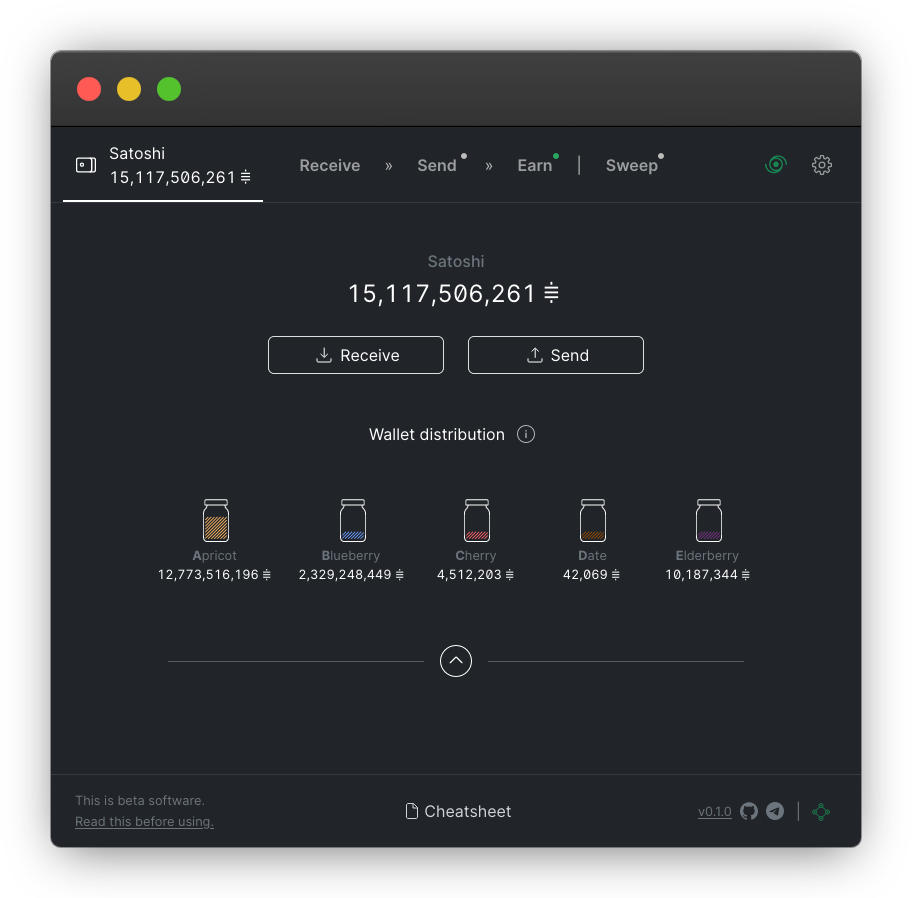 Satoshi
15,117,506,261
Receive » Send » Earn | Sweep
Satoshi
15,117,506,261
Receive Send
Wallet distribution
Apricot Blueberry Cherry Date Elderberry
12,773,516,196 2,329,248,449 4,512,203 42,069 10,187,344
This is beta software.
Read this before using.
Cheatsheet
v0.1.0